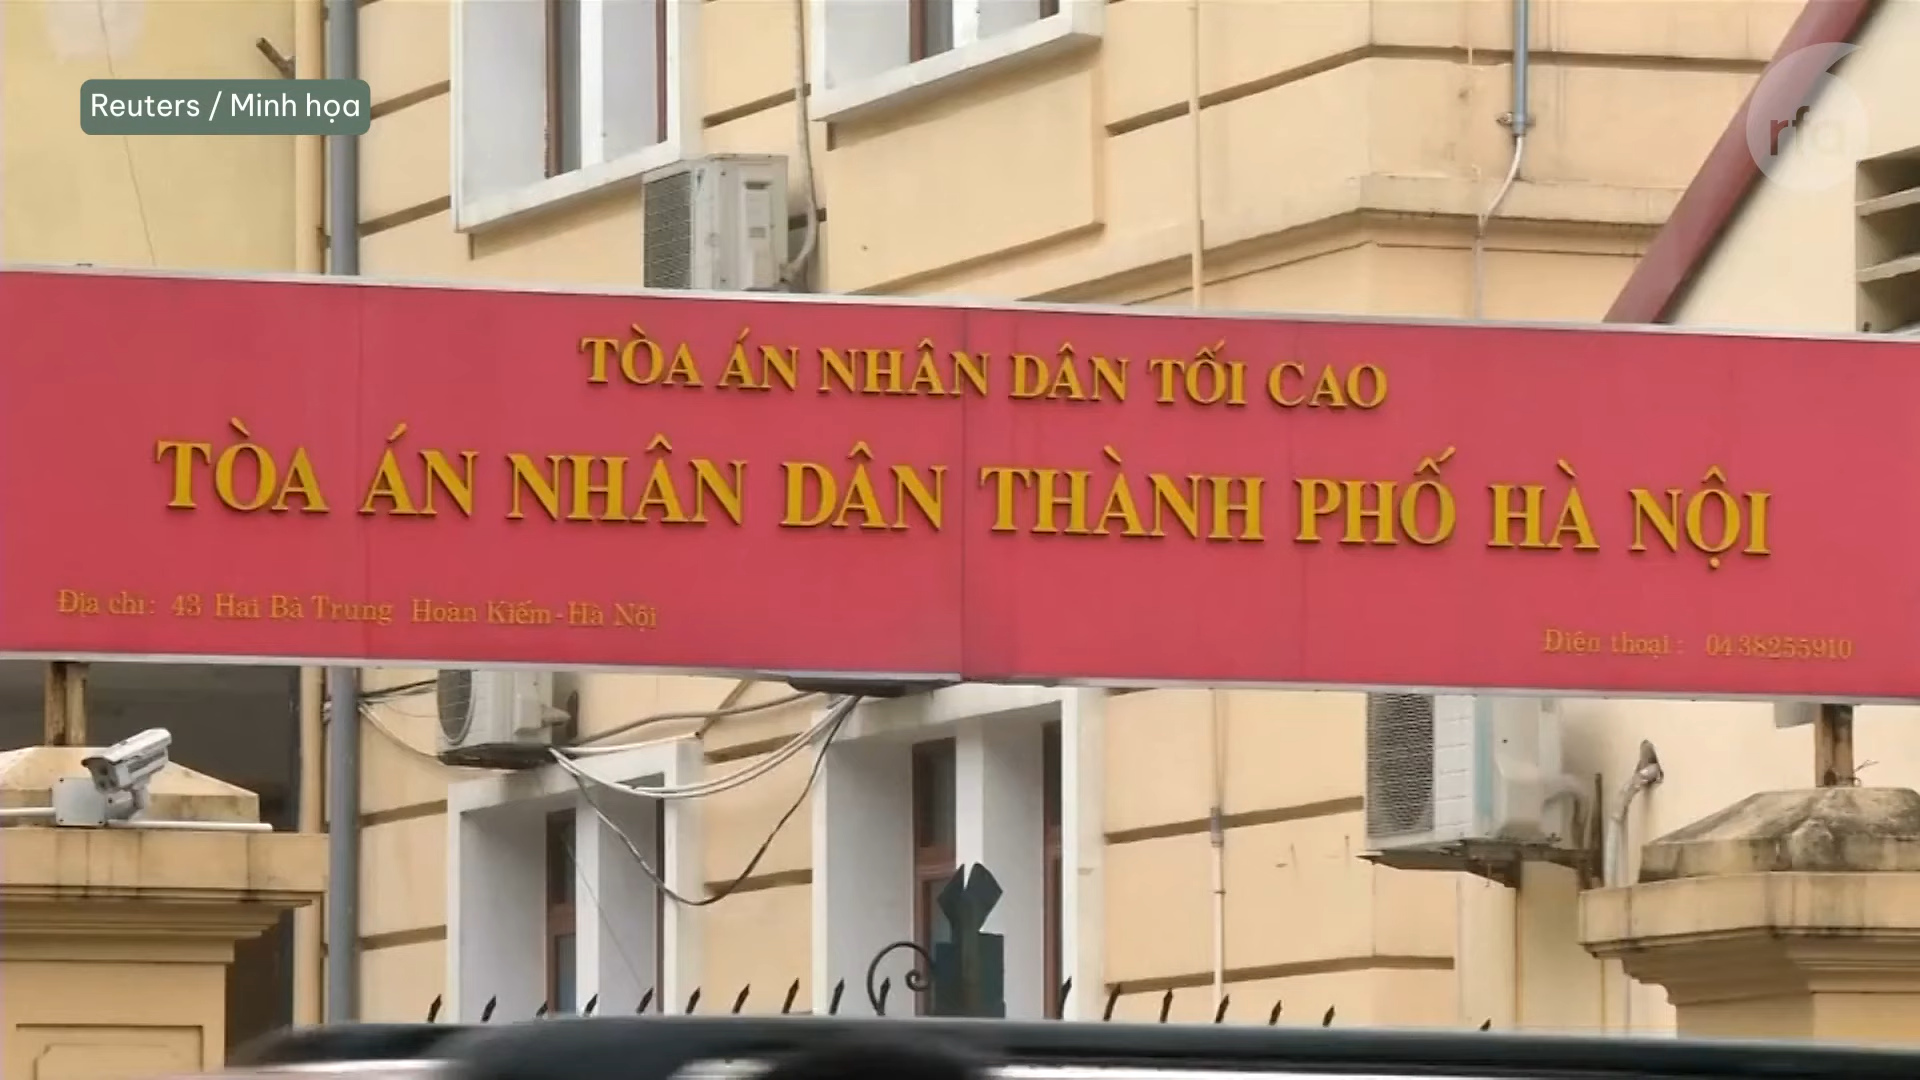 Reuters / Minh họa
rfa
TÒA ÁN NHÂN DÂN TỐI CAO
TÒA ÁN NHÂN DÂN THÀNH PHỐ HÀ NỘI
Địa chỉ: 43 Hai Bà Trung Hoàn Kiếm - Hà Nội
Điện thoại: 04 38255910